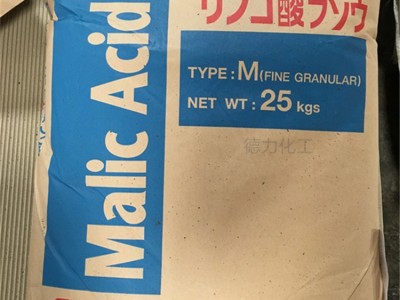 リンゴ酸フソウ
Malic Acid
TYPE : M (FINE GRANULAR)
NET WT : 25 kgs
德力化工